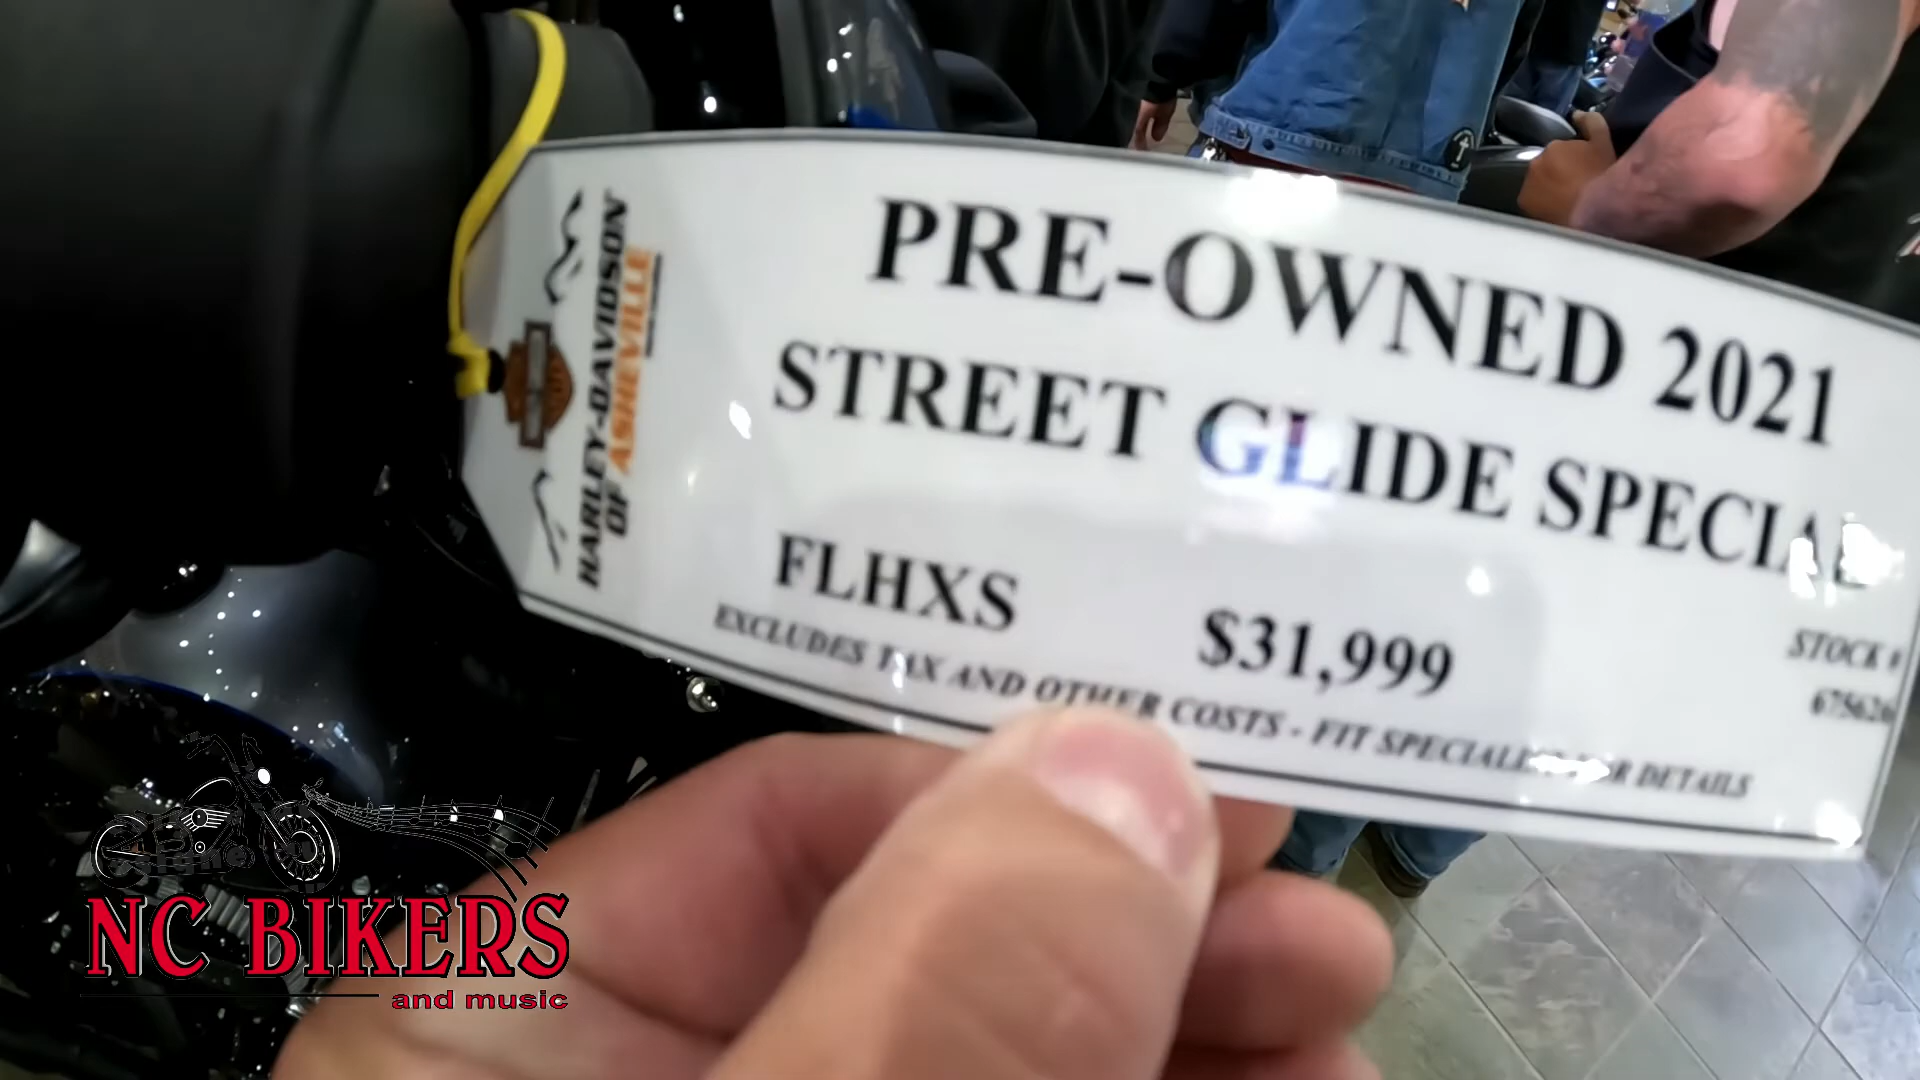 PRE-OWNED 2021
STREET GLIDE SPECIAL
FLHXS
$31,999
EXCLUDES TAX AND OTHER COSTS - FIT SPECIALIST FOR DETAILS
STOCK #
675626
HARLEY-DAVIDSON
OF ASHEVILLE
NC BIKERS
and music